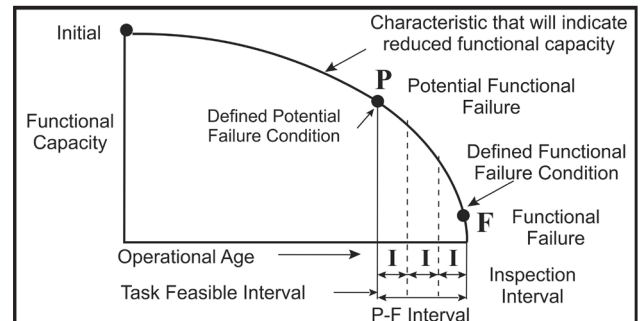 Initial
Characteristic that will indicate
reduced functional capacity
P
Potential Functional
Failure
Functional
Capacity
Defined Potential
Failure Condition
Defined Functional
Failure Condition
F
Functional
Failure
Operational Age
I I I
Inspection
Interval
Task Feasible Interval
P-F Interval